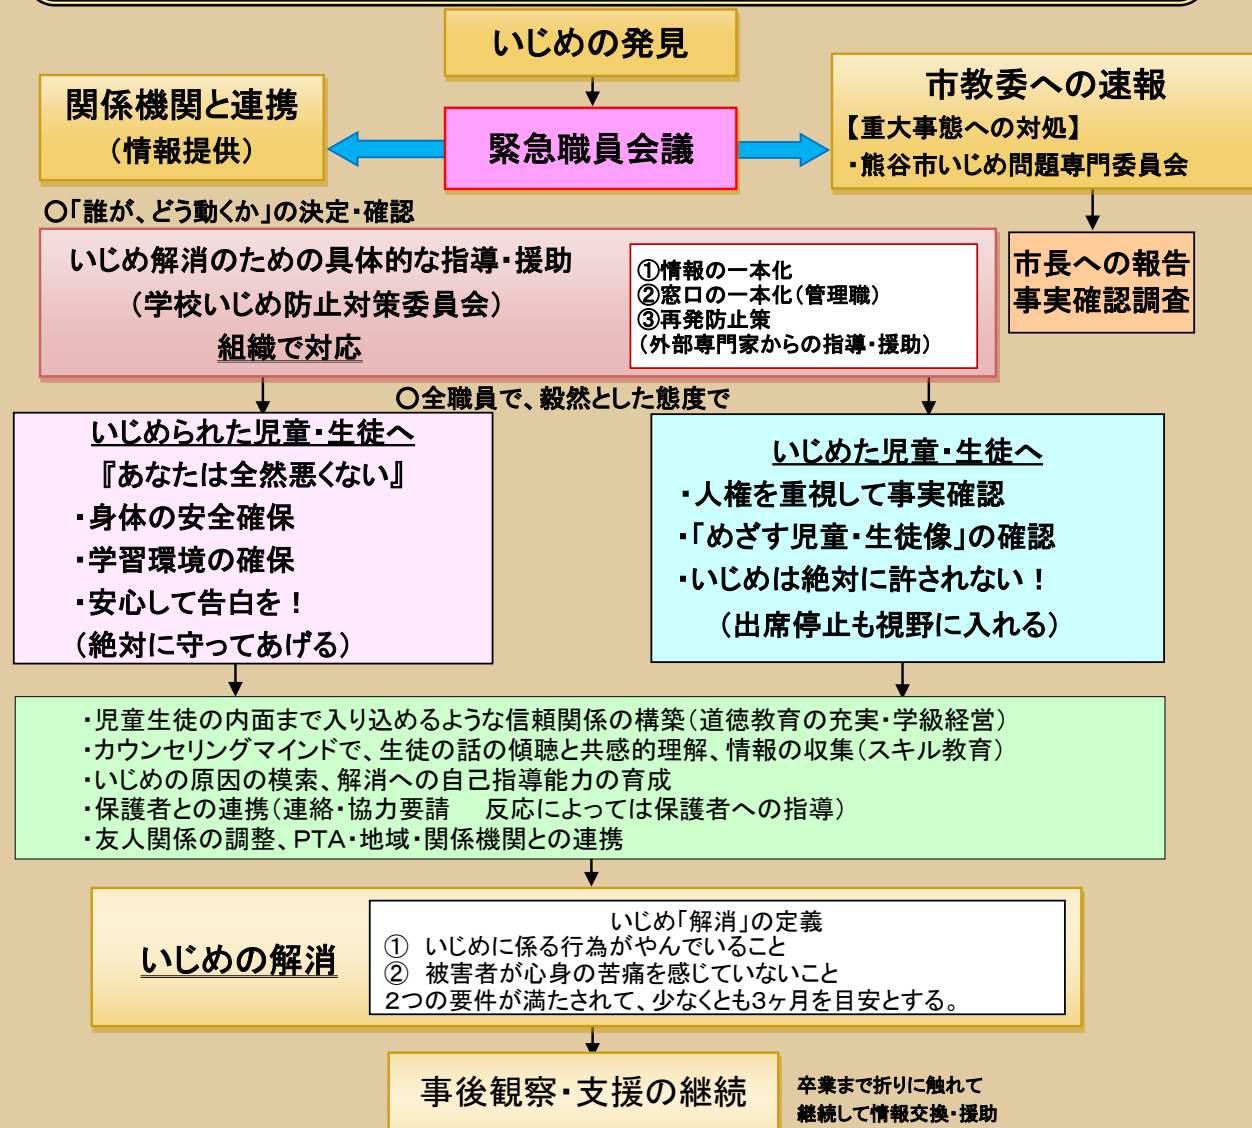 いじめの発見
関係機関と連携
(情報提供)
緊急職員会議
市教委への速報
【重大事態への対処】
・熊谷市いじめ問題専門委員会
○「誰が、どう動くか」の決定・確認
いじめ解消のための具体的な指導・援助
(学校いじめ防止対策委員会)
組織で対応
①情報の一本化
②窓口の一本化(管理職)
③再発防止策
(外部専門家からの指導・援助)
市長への報告
事実確認調査
○全職員で、毅然とした態度で
いじめられた児童・生徒へ
『あなたは全然悪くない』
・身体の安全確保
・学習環境の確保
・安心して告白を!
(絶対に守ってあげる)
いじめた児童・生徒へ
・人権を重視して事実確認
・「めざす児童・生徒像」の確認
・いじめは絶対に許されない!
(出席停止も視野に入れる)
・児童生徒の内面まで入り込めるような信頼関係の構築(道徳教育の充実・学級経営)
・カウンセリングマインドで、生徒の話の傾聴と共感的理解、情報の収集(スキル教育)
・いじめの原因の模索、解消への自己指導能力の育成
・保護者との連携(連絡・協力要請　反応によっては保護者への指導)
・友人関係の調整、PTA・地域・関係機関との連携
いじめの解消
いじめ「解消」の定義
①　いじめに係る行為がやんでいること
②　被害者が心身の苦痛を感じていないこと
2つの要件が満たされて、少なくとも3ヶ月を目安とする。
事後観察・支援の継続
卒業まで折りに触れて
継続して情報交換・援助